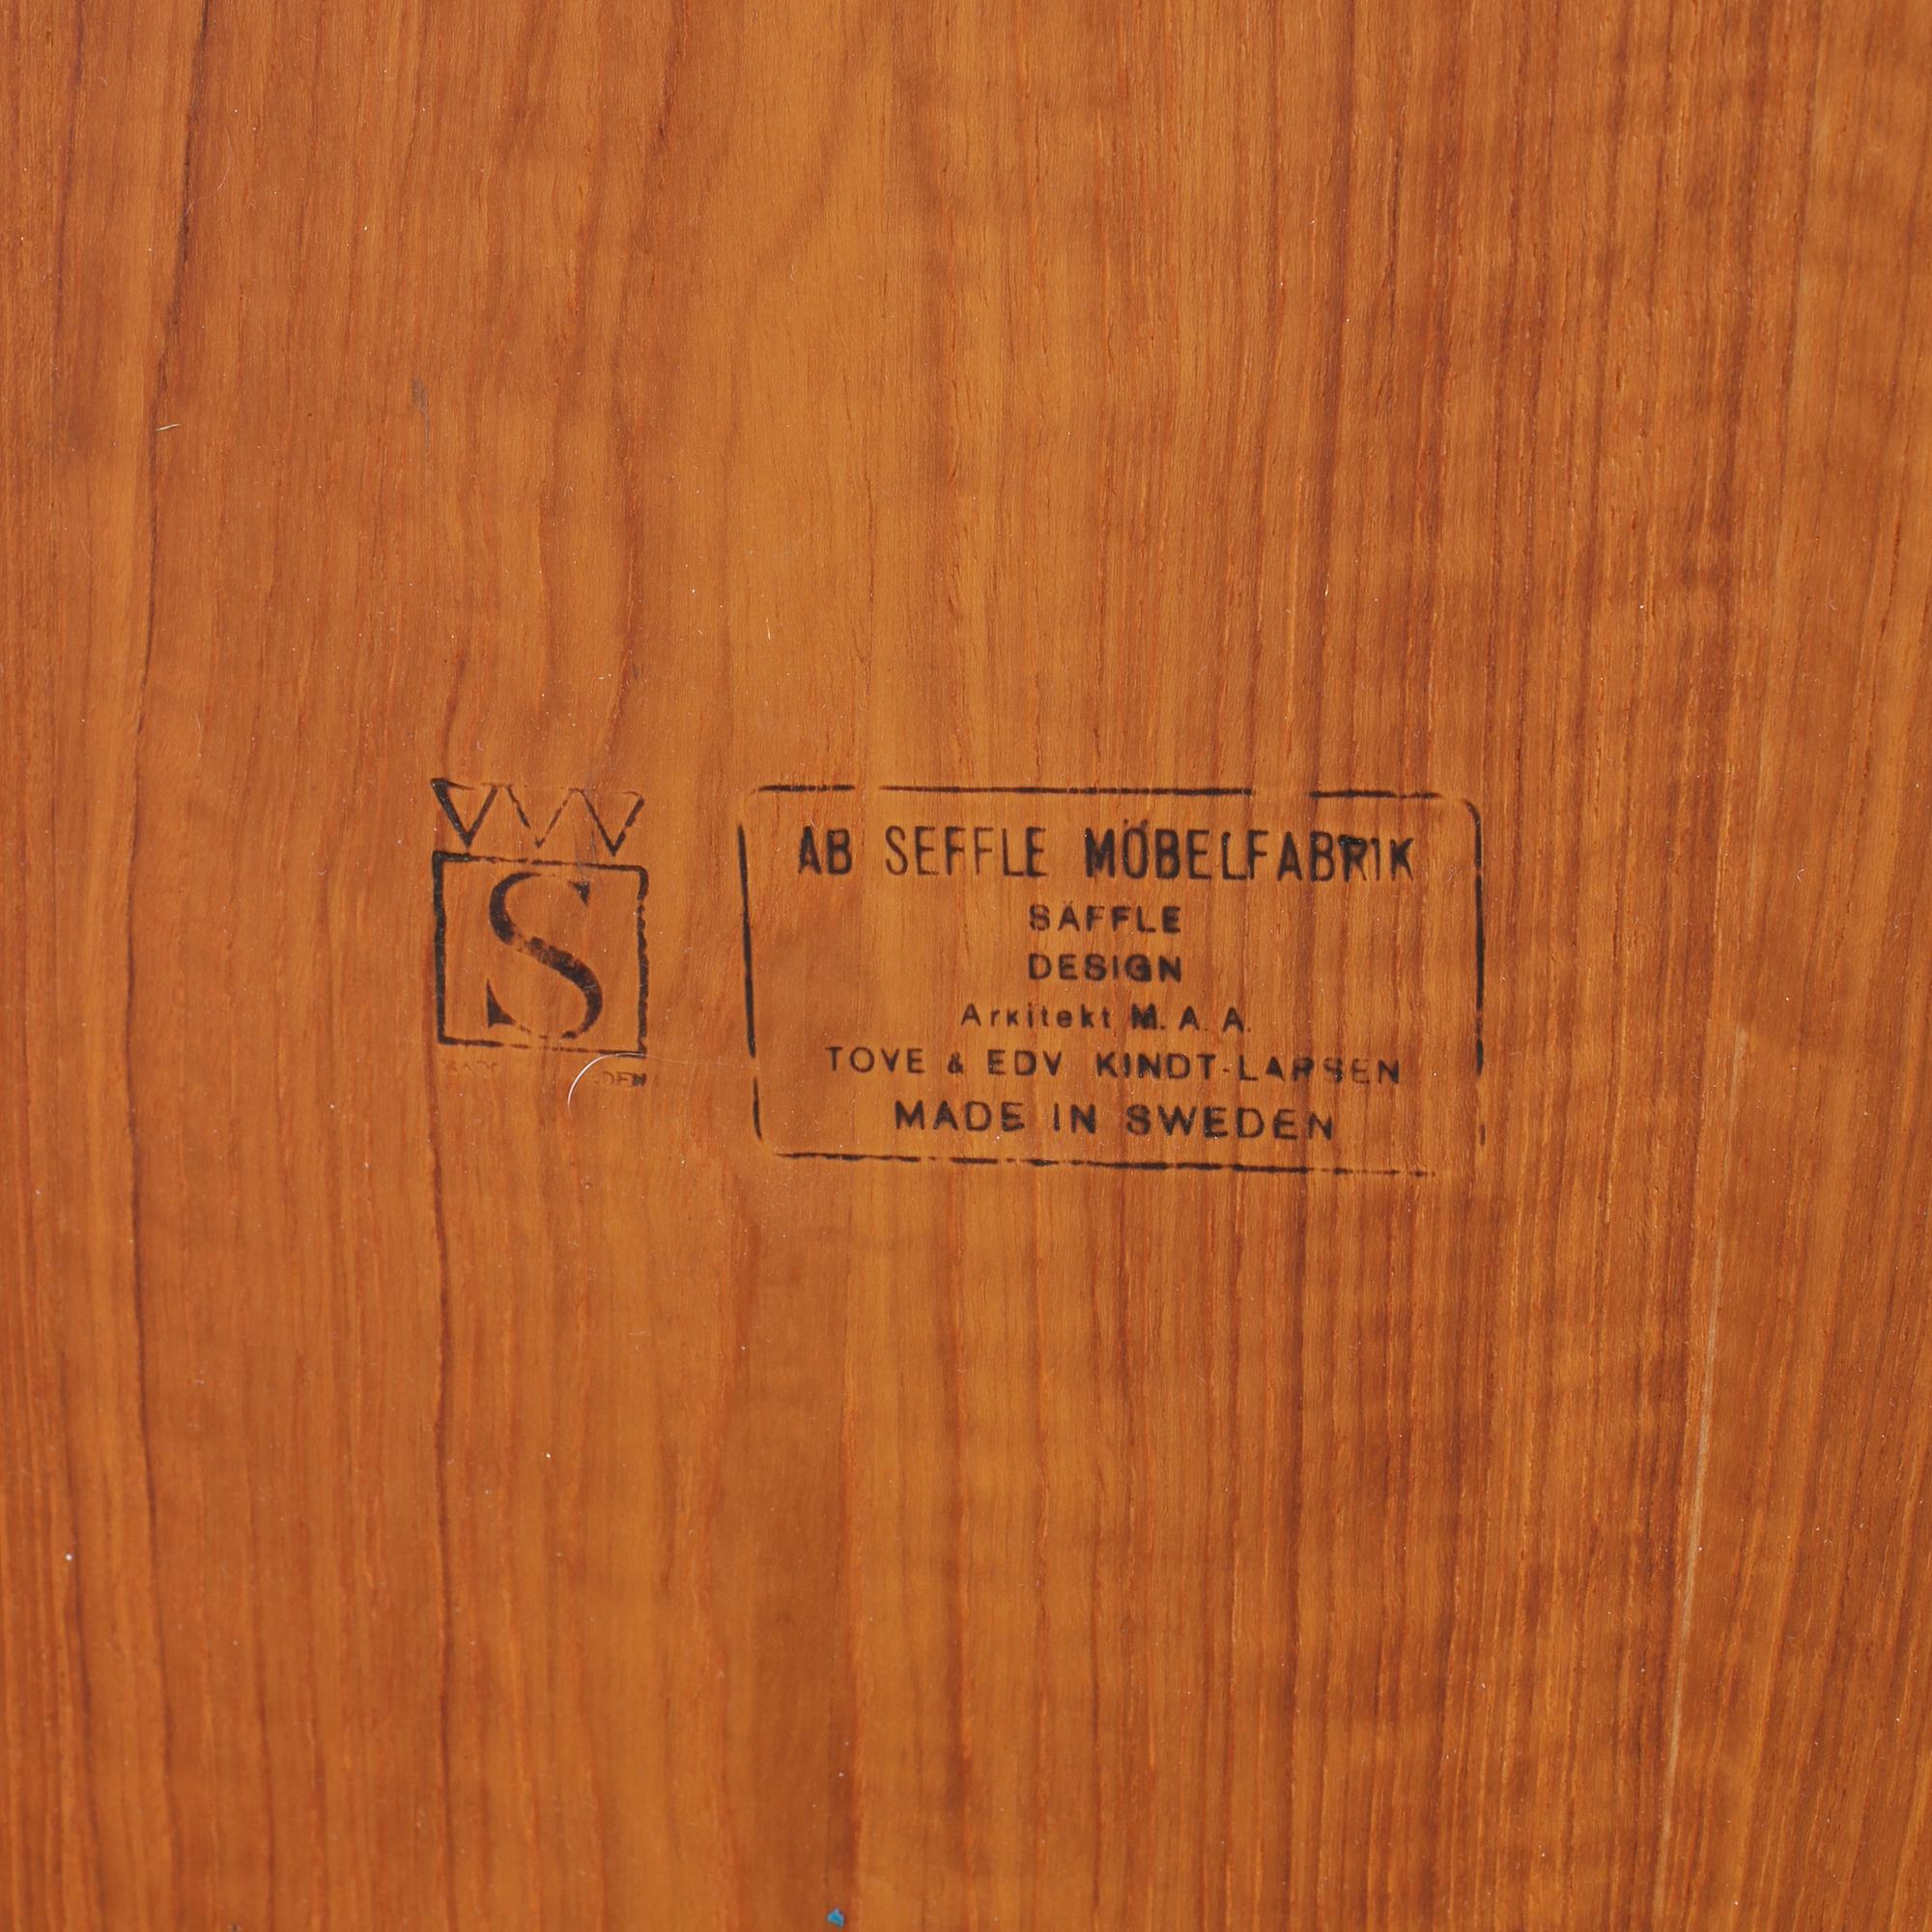 S
AB SEFFLE MÖBELFABRIK
SÄFFLE
DESIGN
Arkitekt M. A. A.
TOVE & EDV KINDT-LARSEN
MADE IN SWEDEN